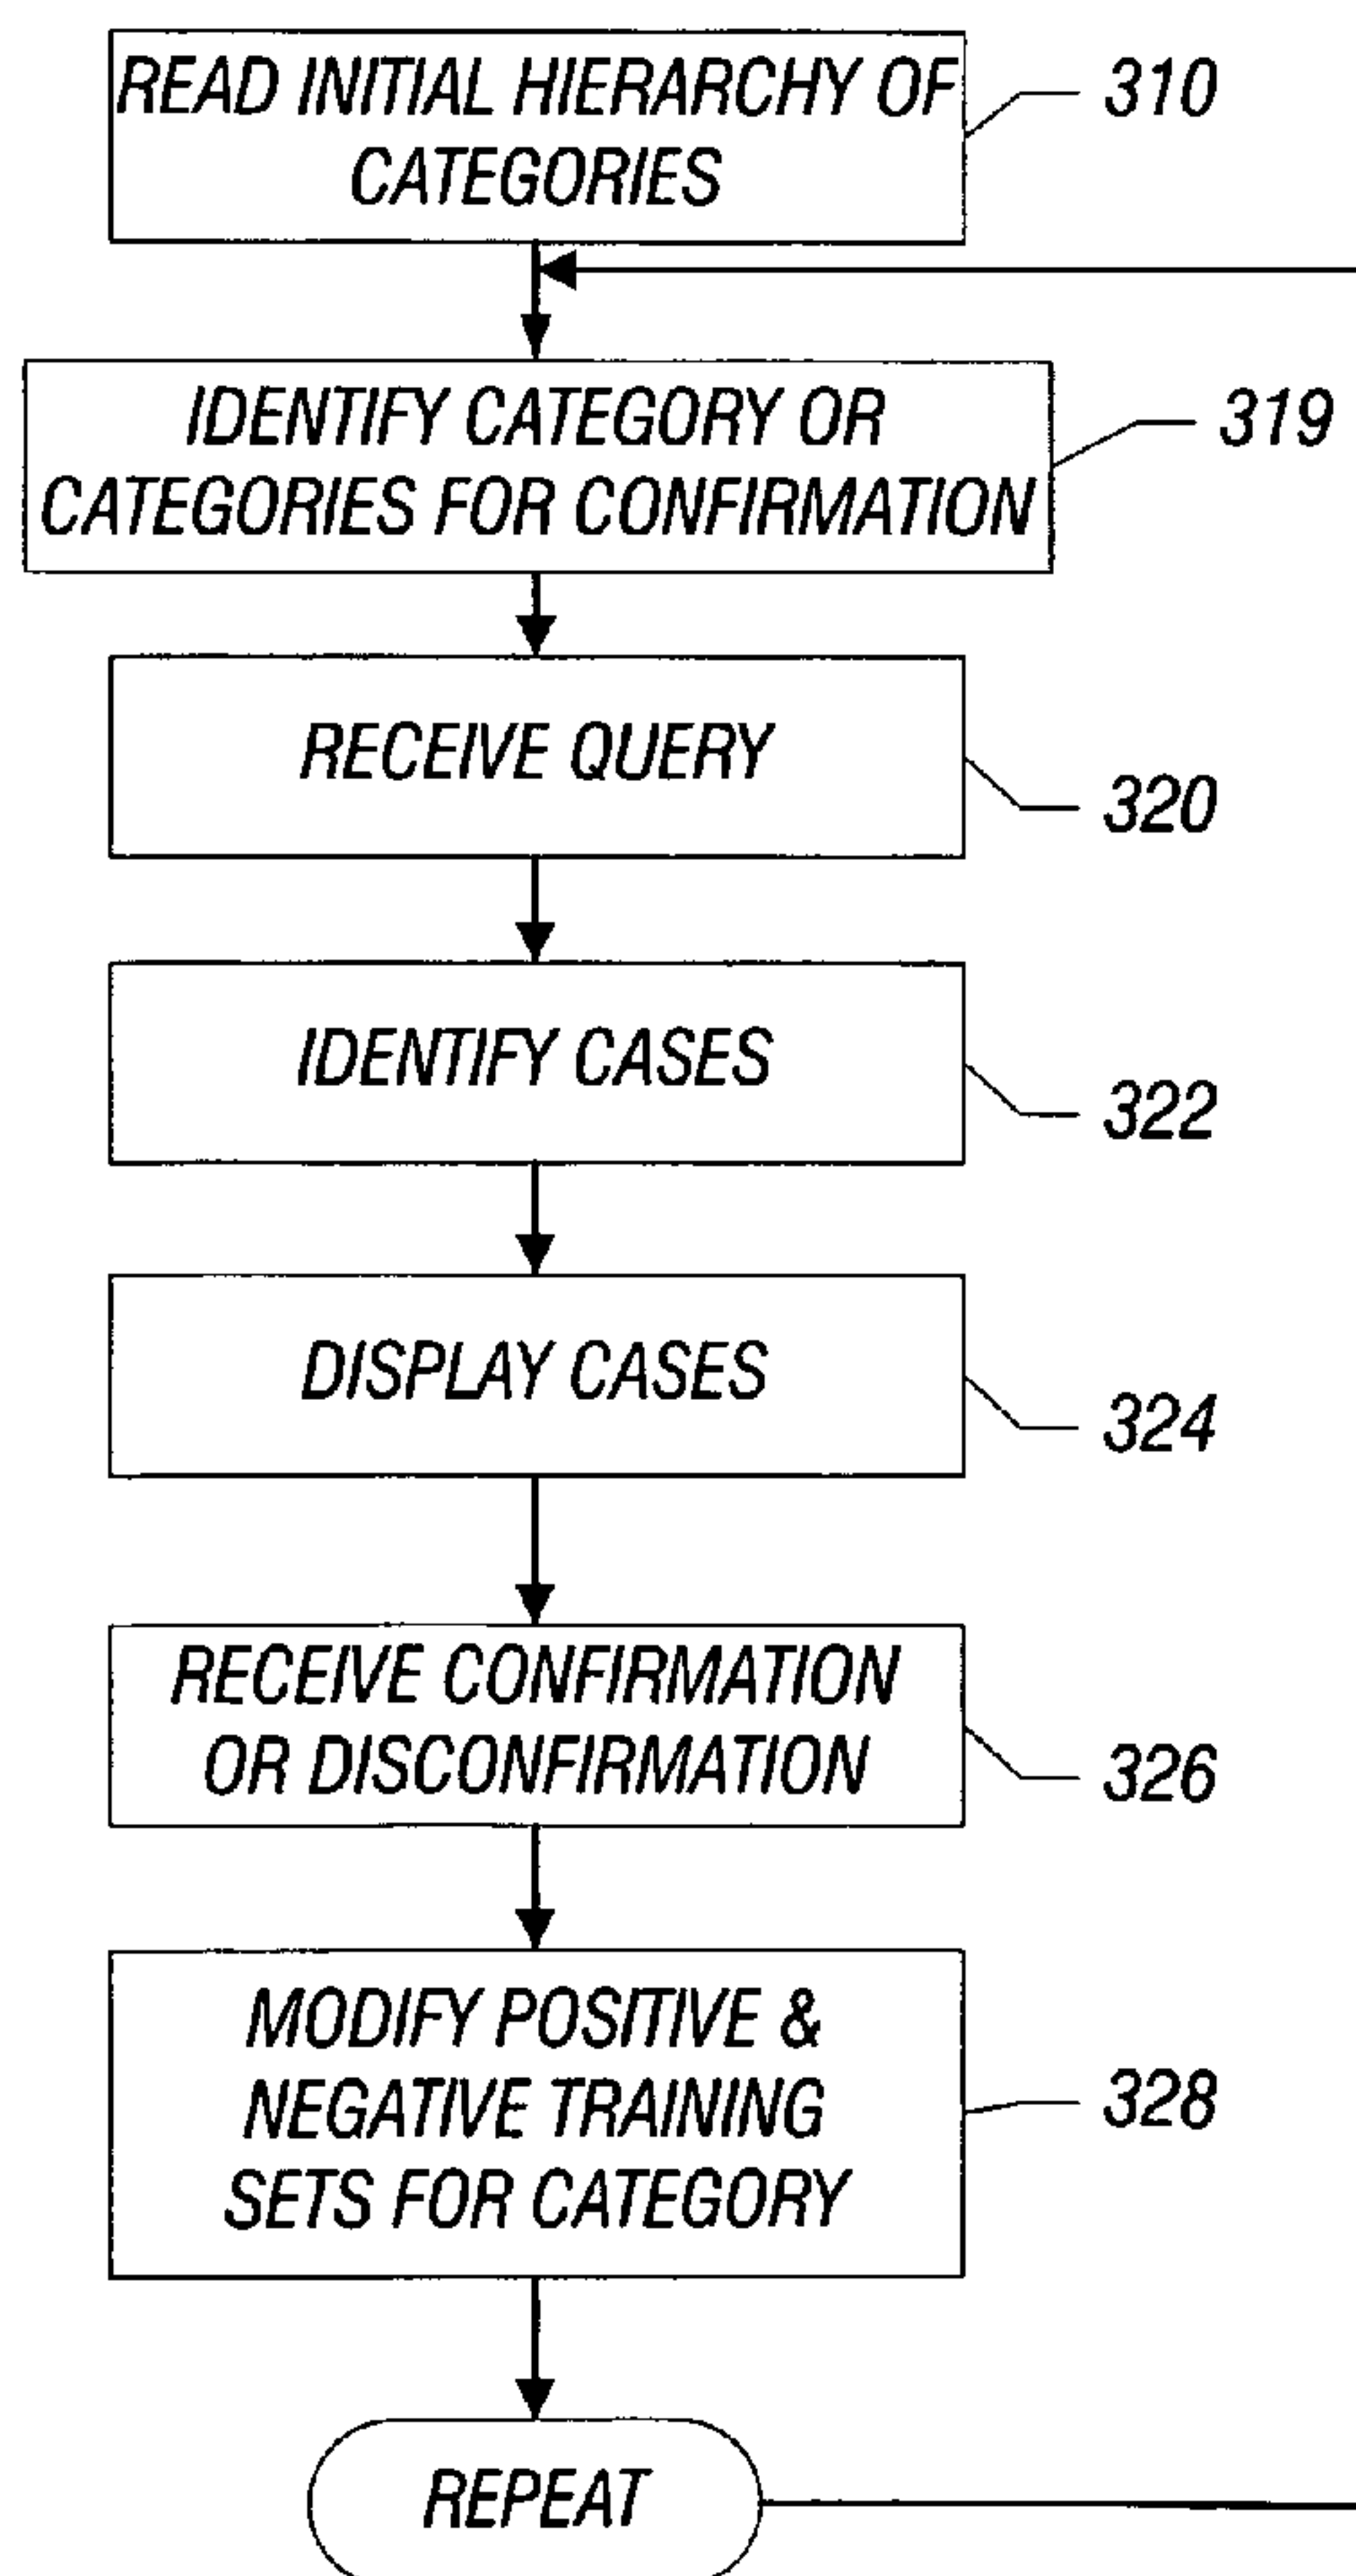 READ INITIAL HIERARCHY OF
CATEGORIES
310
IDENTIFY CATEGORY OR
CATEGORIES FOR CONFIRMATION
319
RECEIVE QUERY
320
IDENTIFY CASES
322
DISPLAY CASES
324
RECEIVE CONFIRMATION
OR DISCONFIRMATION
326
MODIFY POSITIVE &
NEGATIVE TRAINING
SETS FOR CATEGORY
328
REPEAT